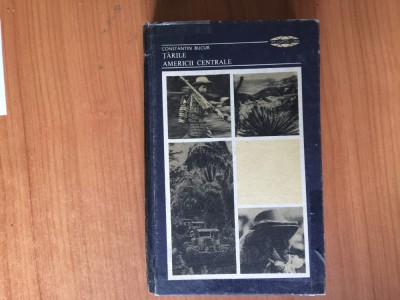 CONSTANTIN BUCUR
ȚĂRILE
AMERICII CENTRALE